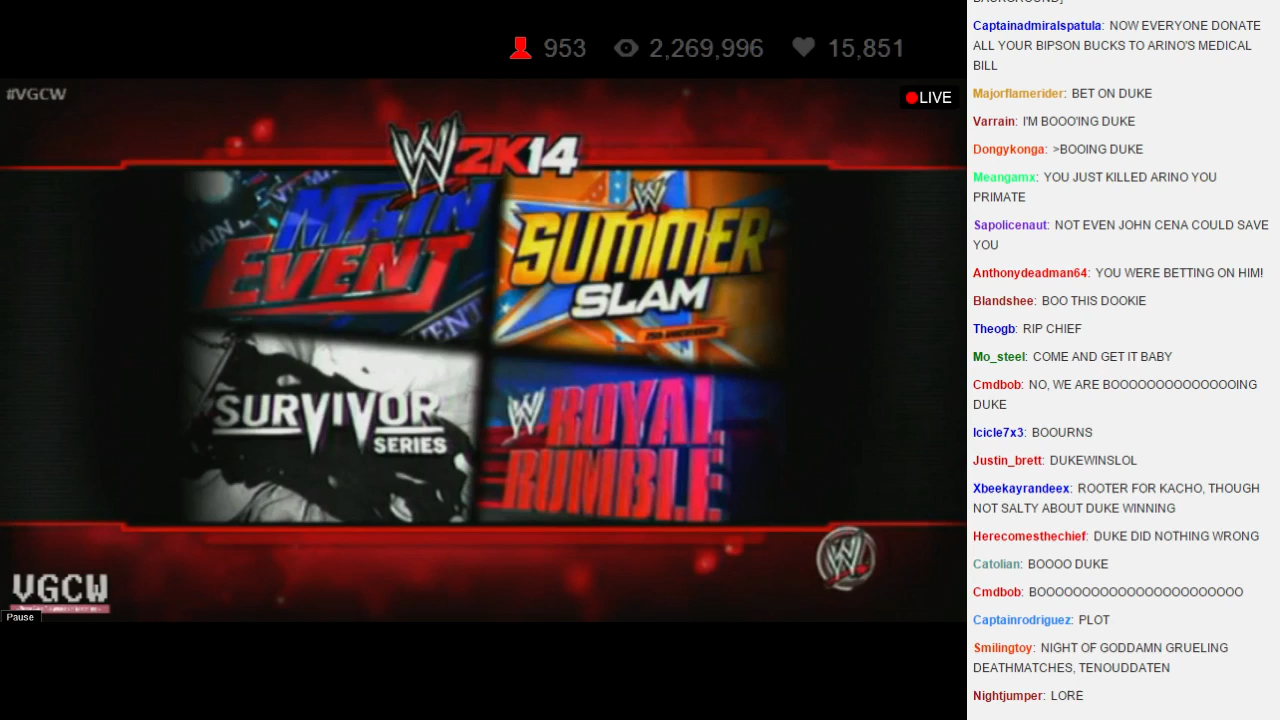 953 2,269,996 15,851
#VGCW
LIVE
W 2K14
MAIN
EVENT
W
SUMMER
SLAM
SURVIVOR
SERIES
W ROYAL
RUMBLE
W
VGCW
Pause
Captainadmiralspatula: NOW EVERYONE DONATE
ALL YOUR BIPSON BUCKS TO ARINO'S MEDICAL
BILL
Majorflamerider: BET ON DUKE
Varrain: I'M BOOO'ING DUKE
Dongykonga: >BOOING DUKE
Meangamx: YOU JUST KILLED ARINO YOU
PRIMATE
Sapolicenaut: NOT EVEN JOHN CENA COULD SAVE
YOU
Anthonydeadman64: YOU WERE BETTING ON HIM!
Blandshee: BOO THIS DOOKIE
Theogb: RIP CHIEF
Mo_steel: COME AND GET IT BABY
Cmdbob: NO, WE ARE BOOOOOOOOOOOOOOING
DUKE
Icicle7x3: BOOURNS
Justin_brett: DUKEWINSLOL
Xbeekayrandeex: ROOTER FOR KACHO, THOUGH
NOT SALTY ABOUT DUKE WINNING
Herecomesthechief: DUKE DID NOTHING WRONG
Catolian: BOOOO DUKE
Cmdbob: BOOOOOOOOOOOOOOOOOOOOOOO
Captainrodriguez: PLOT
Smilingtoy: NIGHT OF GODDAMN GRUELING
DEATHMATCHES, TENOUDDATEN
Nightjumper: LORE